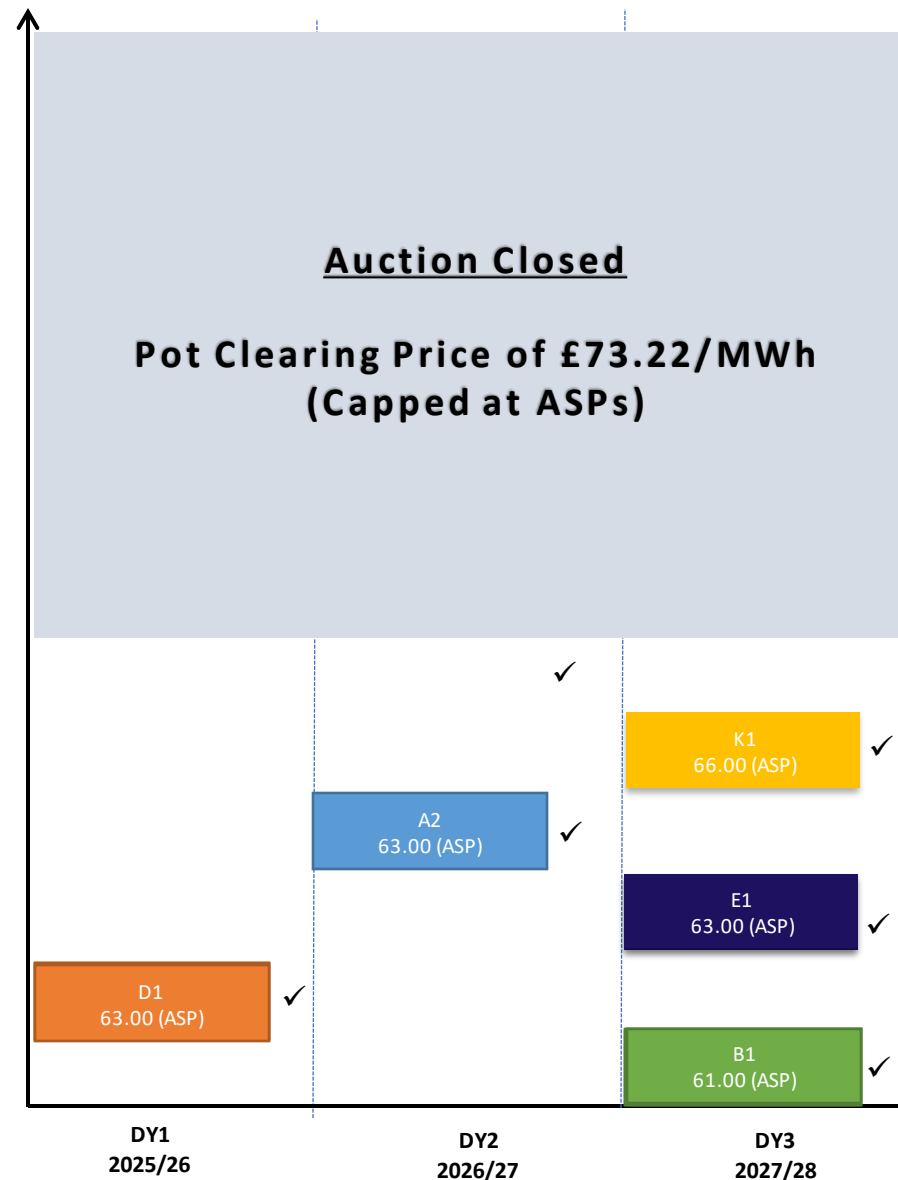 Auction Closed
Pot Clearing Price of £73.22/MWh
(Capped at ASPs)
✓
K1
66.00 (ASP)
✓
A2
63.00 (ASP)
✓
E1
63.00 (ASP)
✓
D1
63.00 (ASP)
✓
B1
61.00 (ASP)
✓
DY1
2025/26
DY2
2026/27
DY3
2027/28